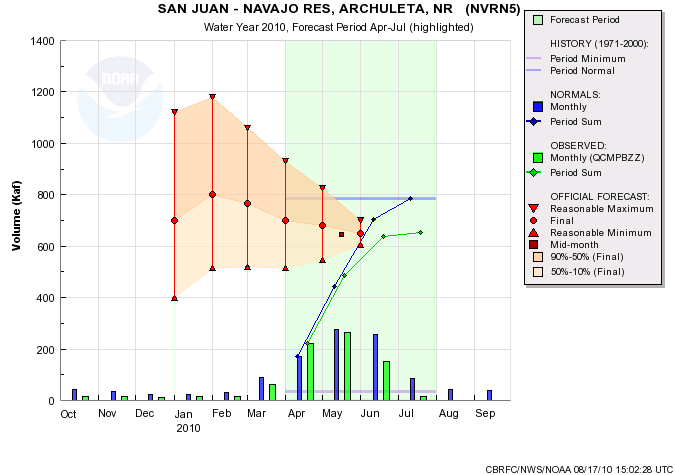 SAN JUAN - NAVAJO RES, ARCHULETA, NR (NVRN5)
Water Year 2010, Forecast Period Apr-Jul (highlighted)
NOAA
Volume (Kaf)
1400
1200
1000
800
600
400
200
0
Oct Nov Dec Jan Feb Mar Apr May Jun Jul Aug Sep
2010
Forecast Period
HISTORY (1971-2000):
Period Minimum
Period Normal
NORMALS:
Monthly
Period Sum
OBSERVED:
Monthly (QCMPBZZ)
Period Sum
OFFICIAL FORECAST:
Reasonable Maximum
Final
Reasonable Minimum
Mid-month
90%-50% (Final)
50%-10% (Final)
CBRFC/NWS/NOAA 08/17/10 15:02:28 UTC